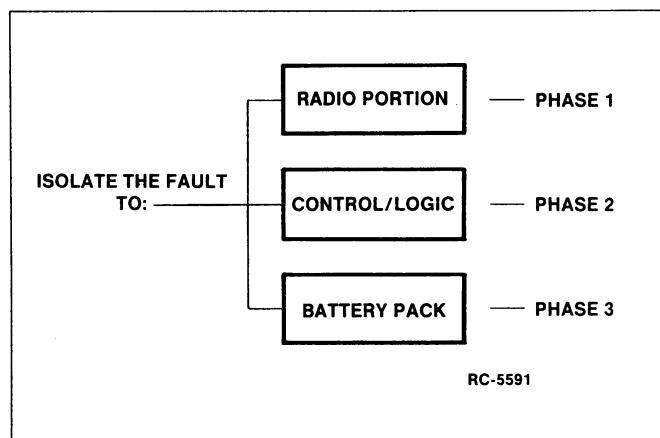 RADIO PORTION — PHASE 1
ISOLATE THE FAULT
TO: CONTROL/LOGIC — PHASE 2
BATTERY PACK — PHASE 3
RC-5591